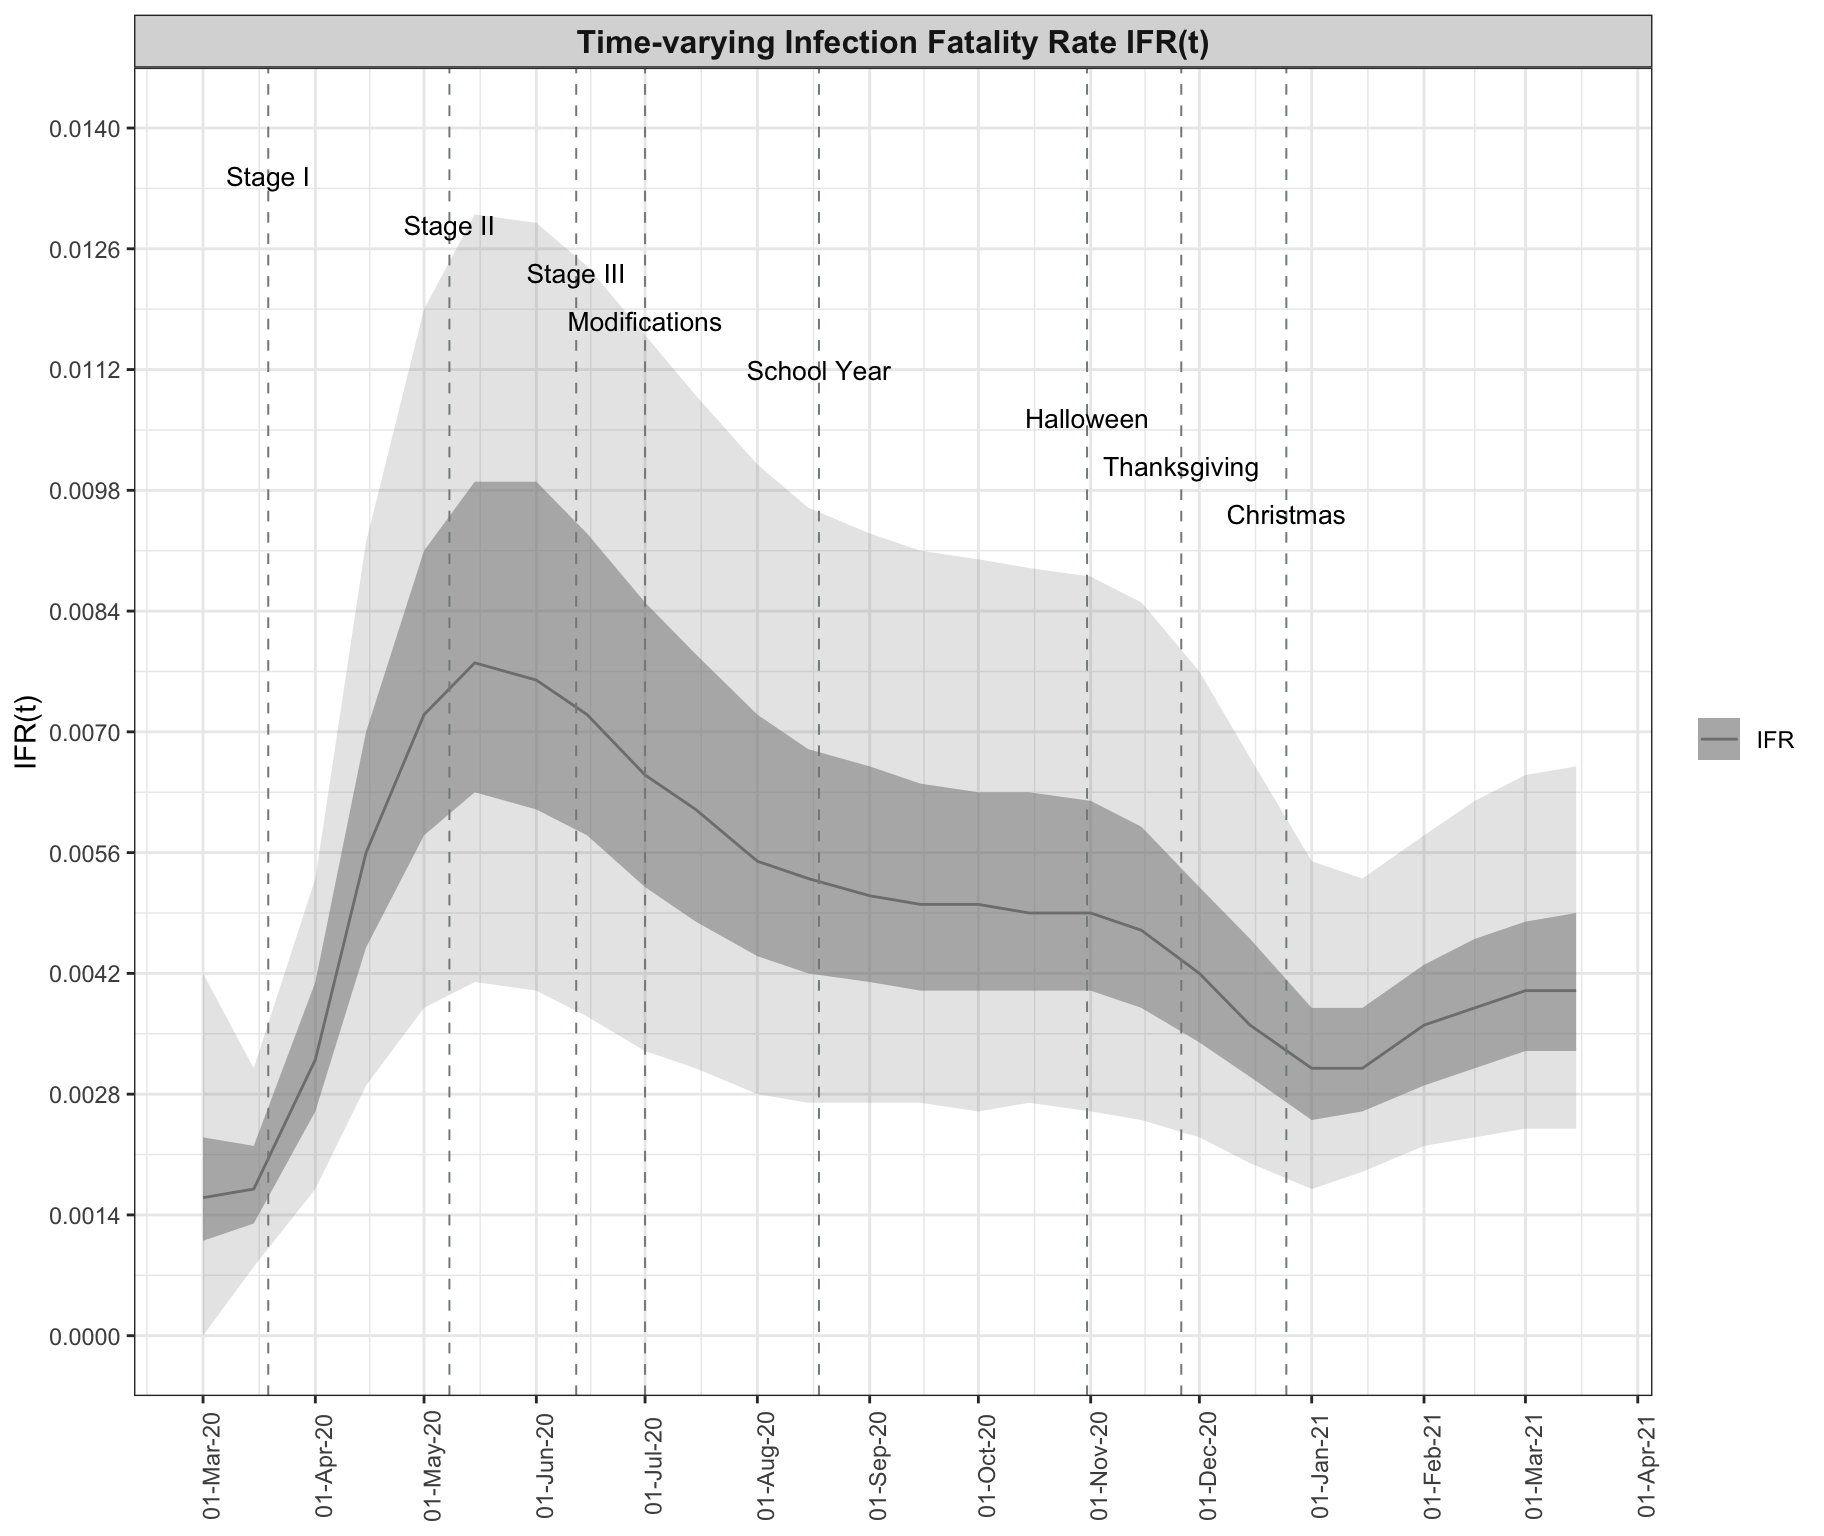 Time-varying Infection Fatality Rate IFR(t)
0.0140
Stage I
Stage II
0.0126
Stage III
Modifications
0.0112
School Year
Halloween
Thanksgiving
0.0098
Christmas
0.0084
0.0070
IFR(t)
IFR
0.0056
0.0042
0.0028
0.0014
0.0000
01-Mar-20
01-Apr-20
01-May-20
01-Jun-20
01-Jul-20
01-Aug-20
01-Sep-20
01-Oct-20
01-Nov-20
01-Dec-20
01-Jan-21
01-Feb-21
01-Mar-21
01-Apr-21